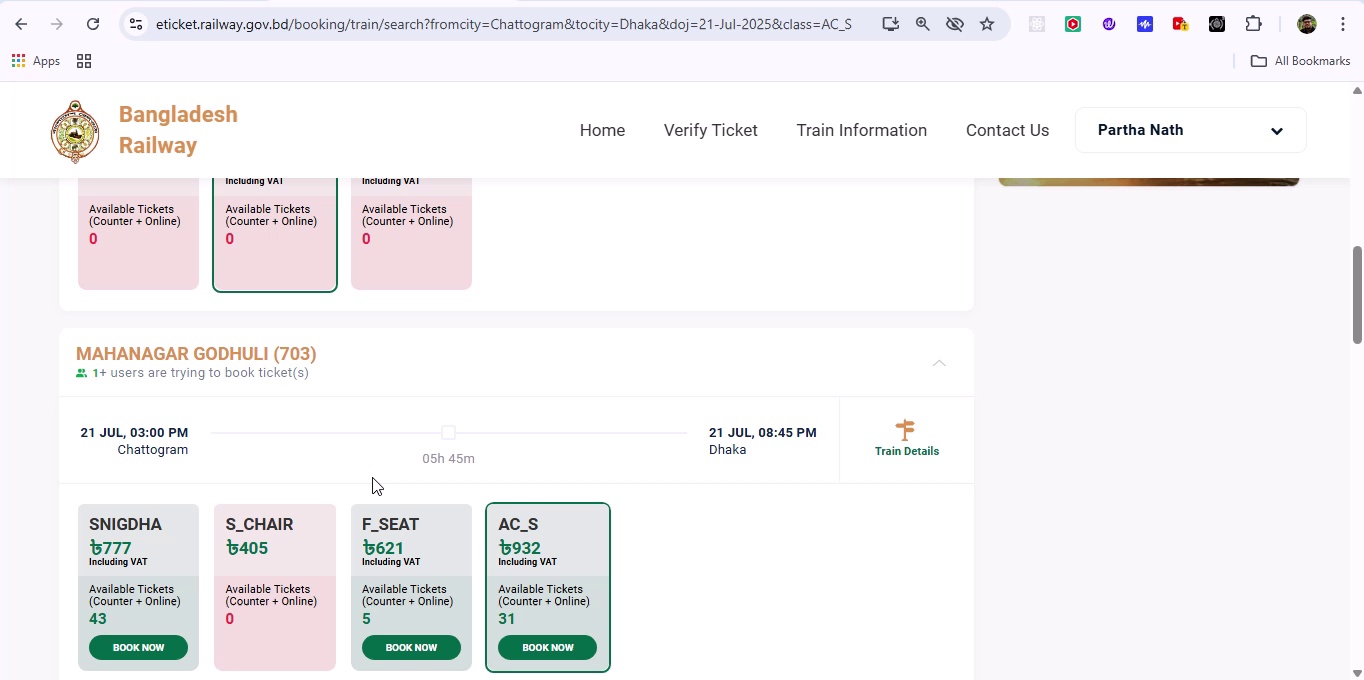 eticket.railway.gov.bd/booking/train/search?fromcity=Chattogram&tocity=Dhaka&doj=21-Jul-2025&class=AC_S
Apps
All Bookmarks
Bangladesh
Railway
Home
Verify Ticket
Train Information
Contact Us
Partha Nath
Including VAT
Including VAT
Available Tickets
(Counter + Online)
0
Available Tickets
(Counter + Online)
0
Available Tickets
(Counter + Online)
0
MAHANAGAR GODHULI (703)
1+ users are trying to book ticket(s)
21 JUL, 03:00 PM
Chattogram
05h 45m
21 JUL, 08:45 PM
Dhaka
Train Details
SNIGDHA
৳777
Including VAT
Available Tickets
(Counter + Online)
43
BOOK NOW
S_CHAIR
৳405
Available Tickets
(Counter + Online)
0
F_SEAT
৳621
Including VAT
Available Tickets
(Counter + Online)
5
BOOK NOW
AC_S
৳932
Including VAT
Available Tickets
(Counter + Online)
31
BOOK NOW